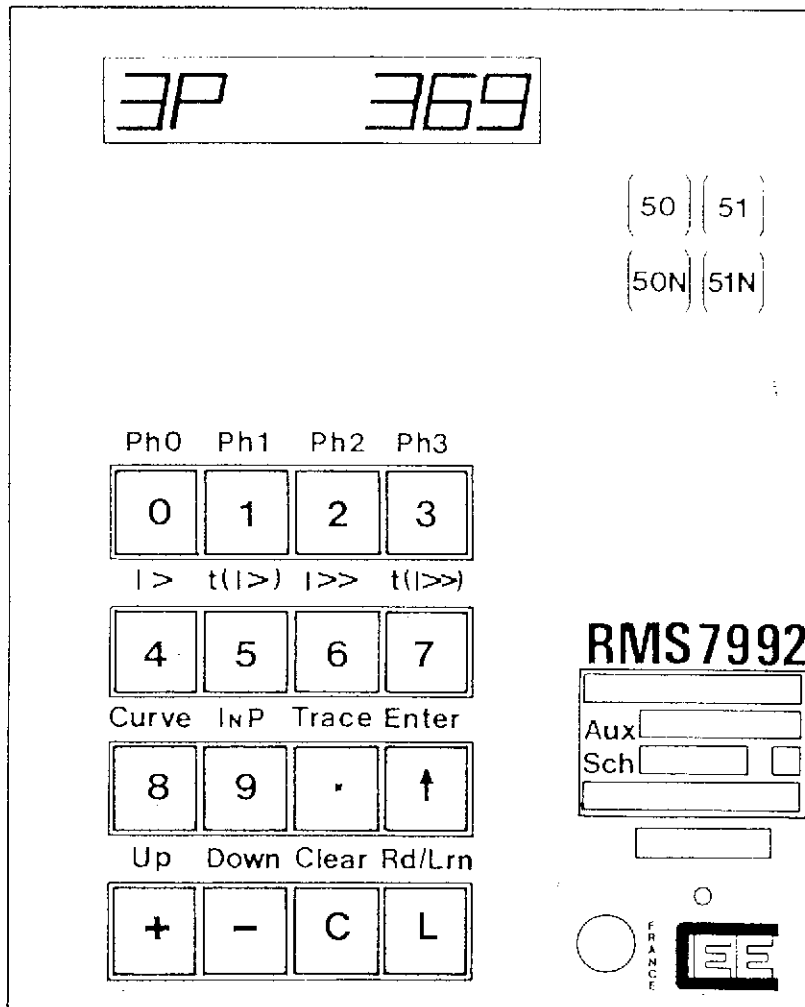 3P 369
50 51
50N 51N
Ph0 Ph1 Ph2 Ph3
0 1 2 3
I > t(I>) I>> t(I>>)
4 5 6 7
Curve INP Trace Enter
8 9 . ↑
Up Down Clear Rd/Lrn
+ - C L
RMS7992
Aux
Sch
FRANCE
CEE